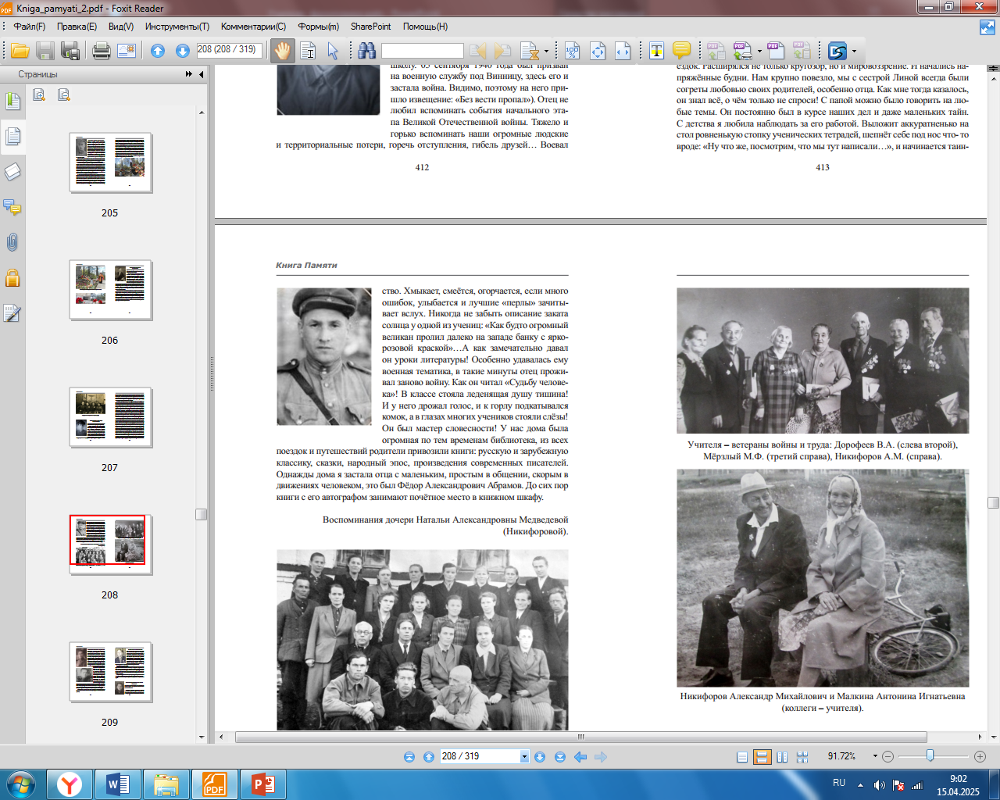 Kniga_pamyati_2.pdf - Foxit Reader
Файл(F) Правка(E) Вид(V) Инструменты(T) Комментарии(C) Формы(m) SharePoint Помощь(H)
208 (208 / 319)
Страницы
205
206
207
208
209
школу. 05 сентября 1940 года был призван
на военную службу под Винницу, здесь его и
застала война. Видимо, поэтому на него при-
шло извещение: «Без вести пропал»). Отец не
любил вспоминать события начального эта-
па Великой Отечественной войны. Тяжело и
горько вспоминать наши огромные людские
и территориальные потери, горечь отступления, гибель друзей… Воевал
412
ездок. Расширялся не только кругозор, но и мировоззрение. И начались на-
пряжённые будни. Нам крупно повезло, мы с сестрой Линой всегда были
согреты любовью своих родителей, особенно отца. Как мне тогда казалось,
он знал всё, о чём только не спроси! С папой можно было говорить на лю-
бые темы. Он постоянно был в курсе наших дел и даже маленьких тайн.
С детства я любила наблюдать за его работой. Выложит аккуратненько на
стол ровненькую стопку ученических тетрадей, шепнёт себе под нос что- то
вроде: «Ну что же, посмотрим, что мы тут написали…», и начинается таин-
413
Книга Памяти
ство. Хмыкает, смеётся, огорчается, если много
ошибок, улыбается и лучшие «перлы» зачиты-
вает вслух. Никогда не забыть описание заката
солнца у одной из учениц: «Как будто огромный
великан пролил далеко на западе банку с ярко-
розовой краской»…А как замечательно давал
он уроки литературы! Особенно удавалась ему
военная тематика, в такие минуты отец прожи-
вал заново войну. Как он читал «Судьбу челове-
ка»! В классе стояла леденящая душу тишина!
И у него дрожал голос, и к горлу подкатывался
комок, а в глазах многих учеников стояли слёзы!
Он был мастер словесности! У нас дома была
огромная по тем временам библиотека, из всех
поездок и путешествий родители привозили книги: русскую и зарубежную
классику, сказки, народный эпос, произведения современных писателей.
Однажды дома я застала отца с маленьким, простым в общении, скорым в
движениях человеком, это был Фёдор Александрович Абрамов. До сих пор
книги с его автографом занимают почётное место в книжном шкафу.
Воспоминания дочери Натальи Александровны Медведевой
(Никифоровой).
Учителя – ветераны войны и труда: Дорофеев В.А. (слева второй),
Мёрзлый М.Ф. (третий справа), Никифоров А.М. (справа).
Никифоров Александр Михайлович и Малкина Антонина Игнатьевна
(коллеги – учителя).
208 / 319
91.72%
RU
9:02
15.04.2025